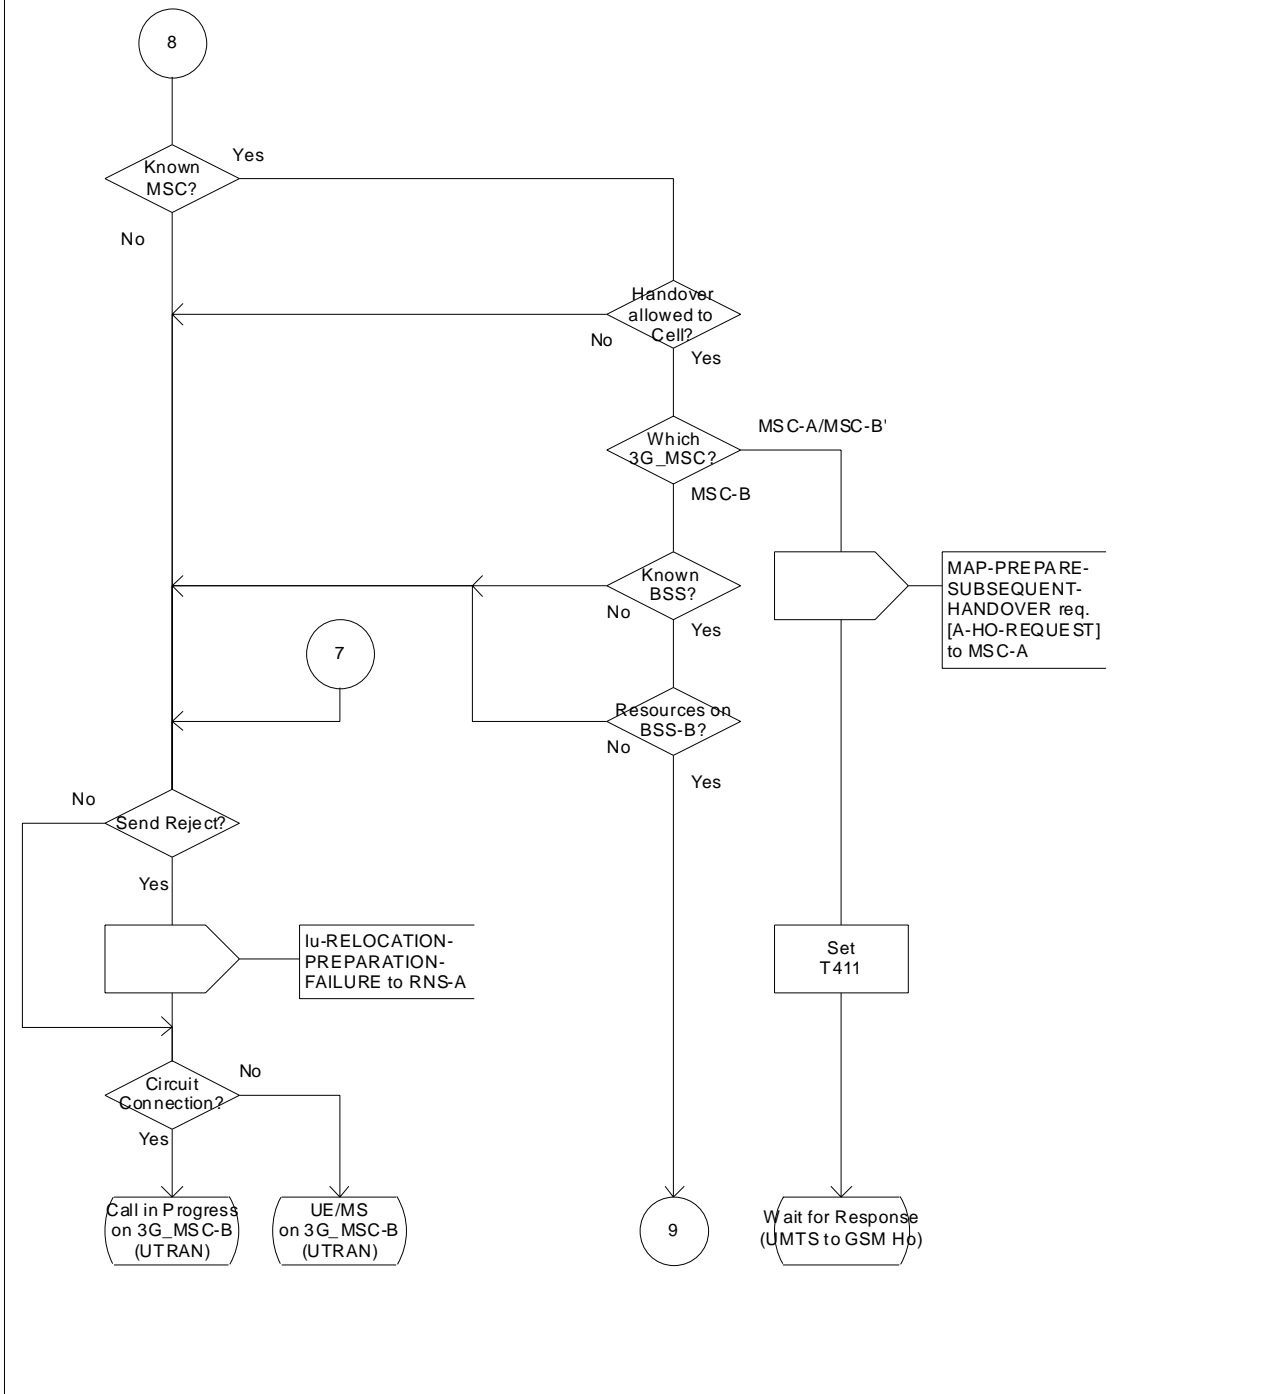 8
Known
MSC?
Yes
No
Handover
allowed to
Cell?
No
Yes
Which
3G_MSC?
MSC-A/MSC-B'
MSC-B
Known
BSS?
No
Yes
MAP-PREPARE-
SUBSEQUENT-
HANDOVER req.
[A-HO-REQUEST]
to MSC-A
7
Resources on
BSS-B?
No
Yes
No
Send Reject?
Yes
Iu-RELOCATION-
PREPARATION-
FAILURE to RNS-A
Set
T411
Circuit
Connection?
No
Yes
Call in Progress
on 3G_MSC-B
(UTRAN)
UE/MS
on 3G_MSC-B
(UTRAN)
9
Wait for Response
(UMTS to GSM Ho)